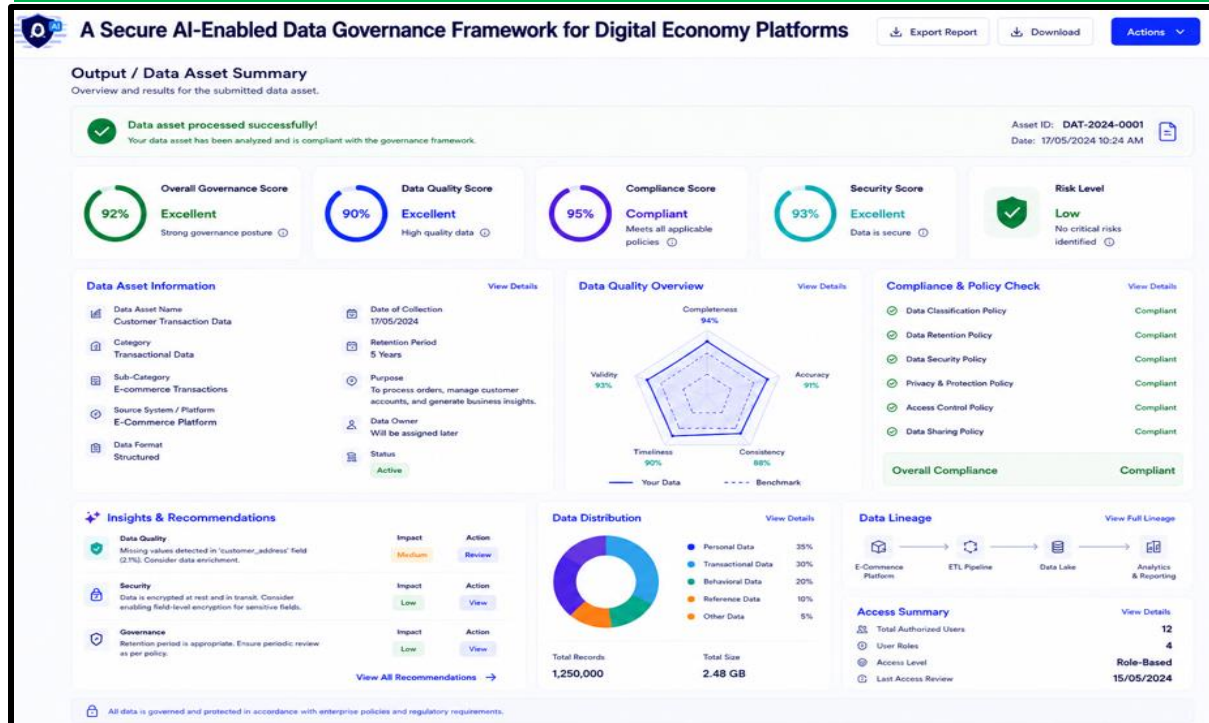 AI
A Secure AI-Enabled Data Governance Framework for Digital Economy Platforms
Export Report
Download
Actions
Output / Data Asset Summary
Overview and results for the submitted data asset.
Data asset processed successfully!
Your data asset has been analyzed and is compliant with the governance framework.
Asset ID: DAT-2024-0001
Date: 17/05/2024 10:24 AM
92%
Overall Governance Score
Excellent
Strong governance posture
90%
Data Quality Score
Excellent
High quality data
95%
Compliance Score
Compliant
Meets all applicable
policies
93%
Security Score
Excellent
Data is secure
Risk Level
Low
No critical risks
identified
Data Asset Information
View Details
Data Asset Name
Customer Transaction Data
Category
Transactional Data
Sub-Category
E-commerce Transactions
Source System / Platform
E-Commerce Platform
Data Format
Structured
Date of Collection
17/05/2024
Retention Period
5 Years
Purpose
To process orders, manage customer
accounts, and generate business insights.
Data Owner
Will be assigned later
Status
Active
Data Quality Overview
View Details
Completeness
94%
Validity
93%
Accuracy
91%
Timeliness
90%
Consistency
88%
Your Data
Benchmark
Compliance & Policy Check
View Details
Data Classification Policy Compliant
Data Retention Policy Compliant
Data Security Policy Compliant
Privacy & Protection Policy Compliant
Access Control Policy Compliant
Data Sharing Policy Compliant
Overall Compliance Compliant
Insights & Recommendations
Data Quality
Missing values detected in 'customer_address' field
(2.1%). Consider data enrichment.
Impact
Medium
Action
Review
Security
Data is encrypted at rest and in transit. Consider
enabling field-level encryption for sensitive fields.
Impact
Low
Action
View
Governance
Retention period is appropriate. Ensure periodic review
as per policy.
Impact
Low
Action
View
View All Recommendations
Data Distribution
View Details
Personal Data 35%
Transactional Data 30%
Behavioral Data 20%
Reference Data 10%
Other Data 5%
Total Records
1,250,000
Total Size
2.48 GB
Data Lineage
View Full Lineage
E-Commerce
Platform
ETL Pipeline
Data Lake
Analytics
& Reporting
Access Summary
View Details
Total Authorized Users 12
User Roles 4
Access Level Role-Based
Last Access Review 15/05/2024
All data is governed and protected in accordance with enterprise policies and regulatory requirements.